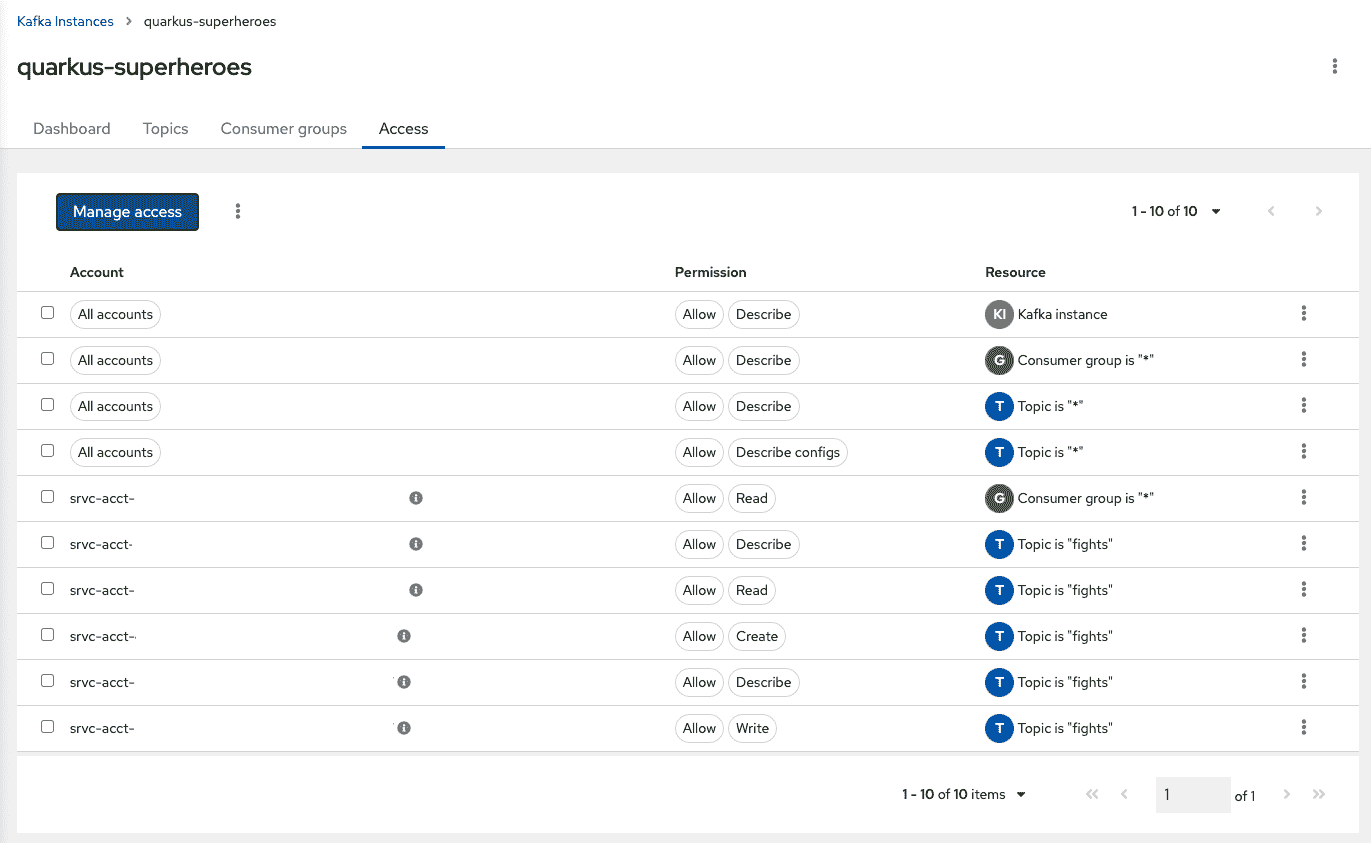 Kafka Instances > quarkus-superheroes
quarkus-superheroes
Dashboard Topics Consumer groups Access
Manage access 1 - 10 of 10
Account Permission Resource
All accounts Allow Describe KI Kafka instance
All accounts Allow Describe G Consumer group is "*"
All accounts Allow Describe T Topic is "*"
All accounts Allow Describe configs T Topic is "*"
srvc-acct- Allow Read G Consumer group is "*"
srvc-acct- Allow Describe T Topic is "fights"
srvc-acct- Allow Read T Topic is "fights"
srvc-acct- Allow Create T Topic is "fights"
srvc-acct- Allow Describe T Topic is "fights"
srvc-acct- Allow Write T Topic is "fights"
1 - 10 of 10 items 1 of 1